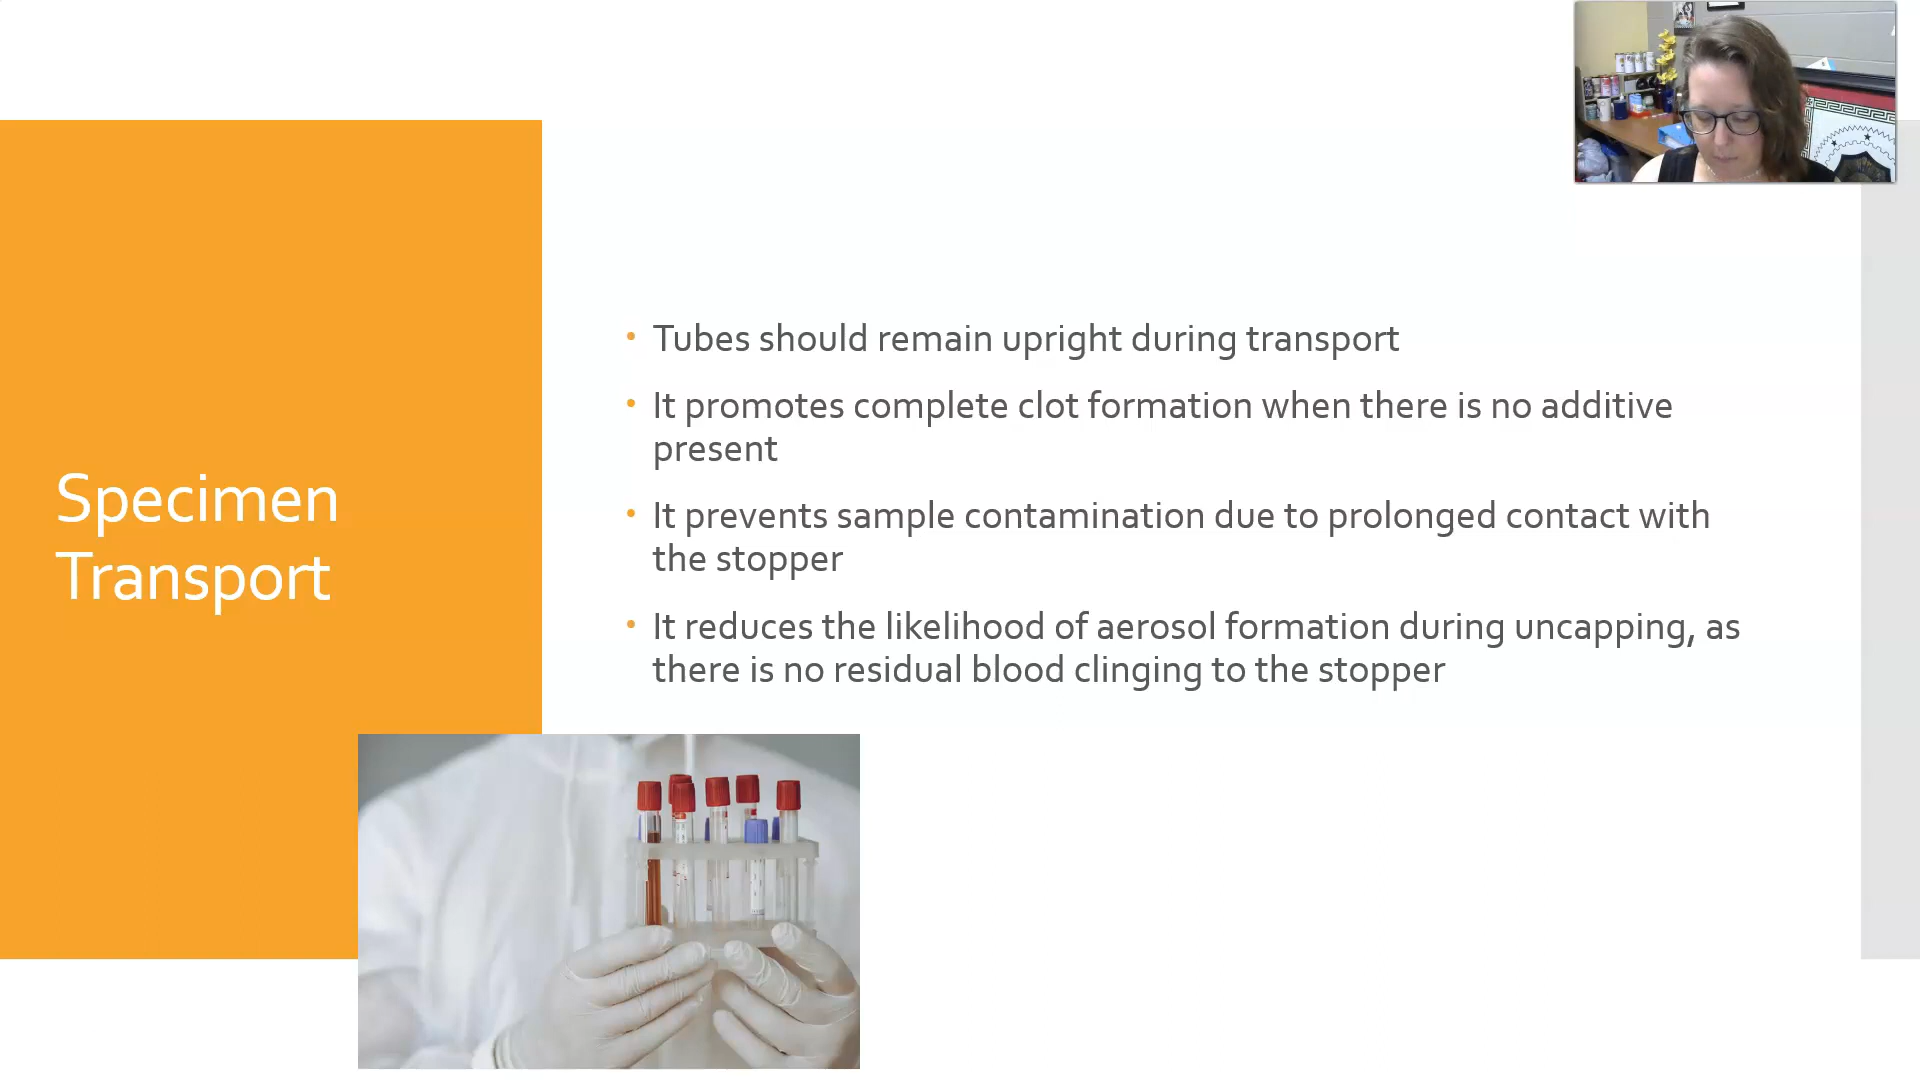 Specimen
Transport
• Tubes should remain upright during transport
• It promotes complete clot formation when there is no additive
present
• It prevents sample contamination due to prolonged contact with
the stopper
• It reduces the likelihood of aerosol formation during uncapping, as
there is no residual blood clinging to the stopper